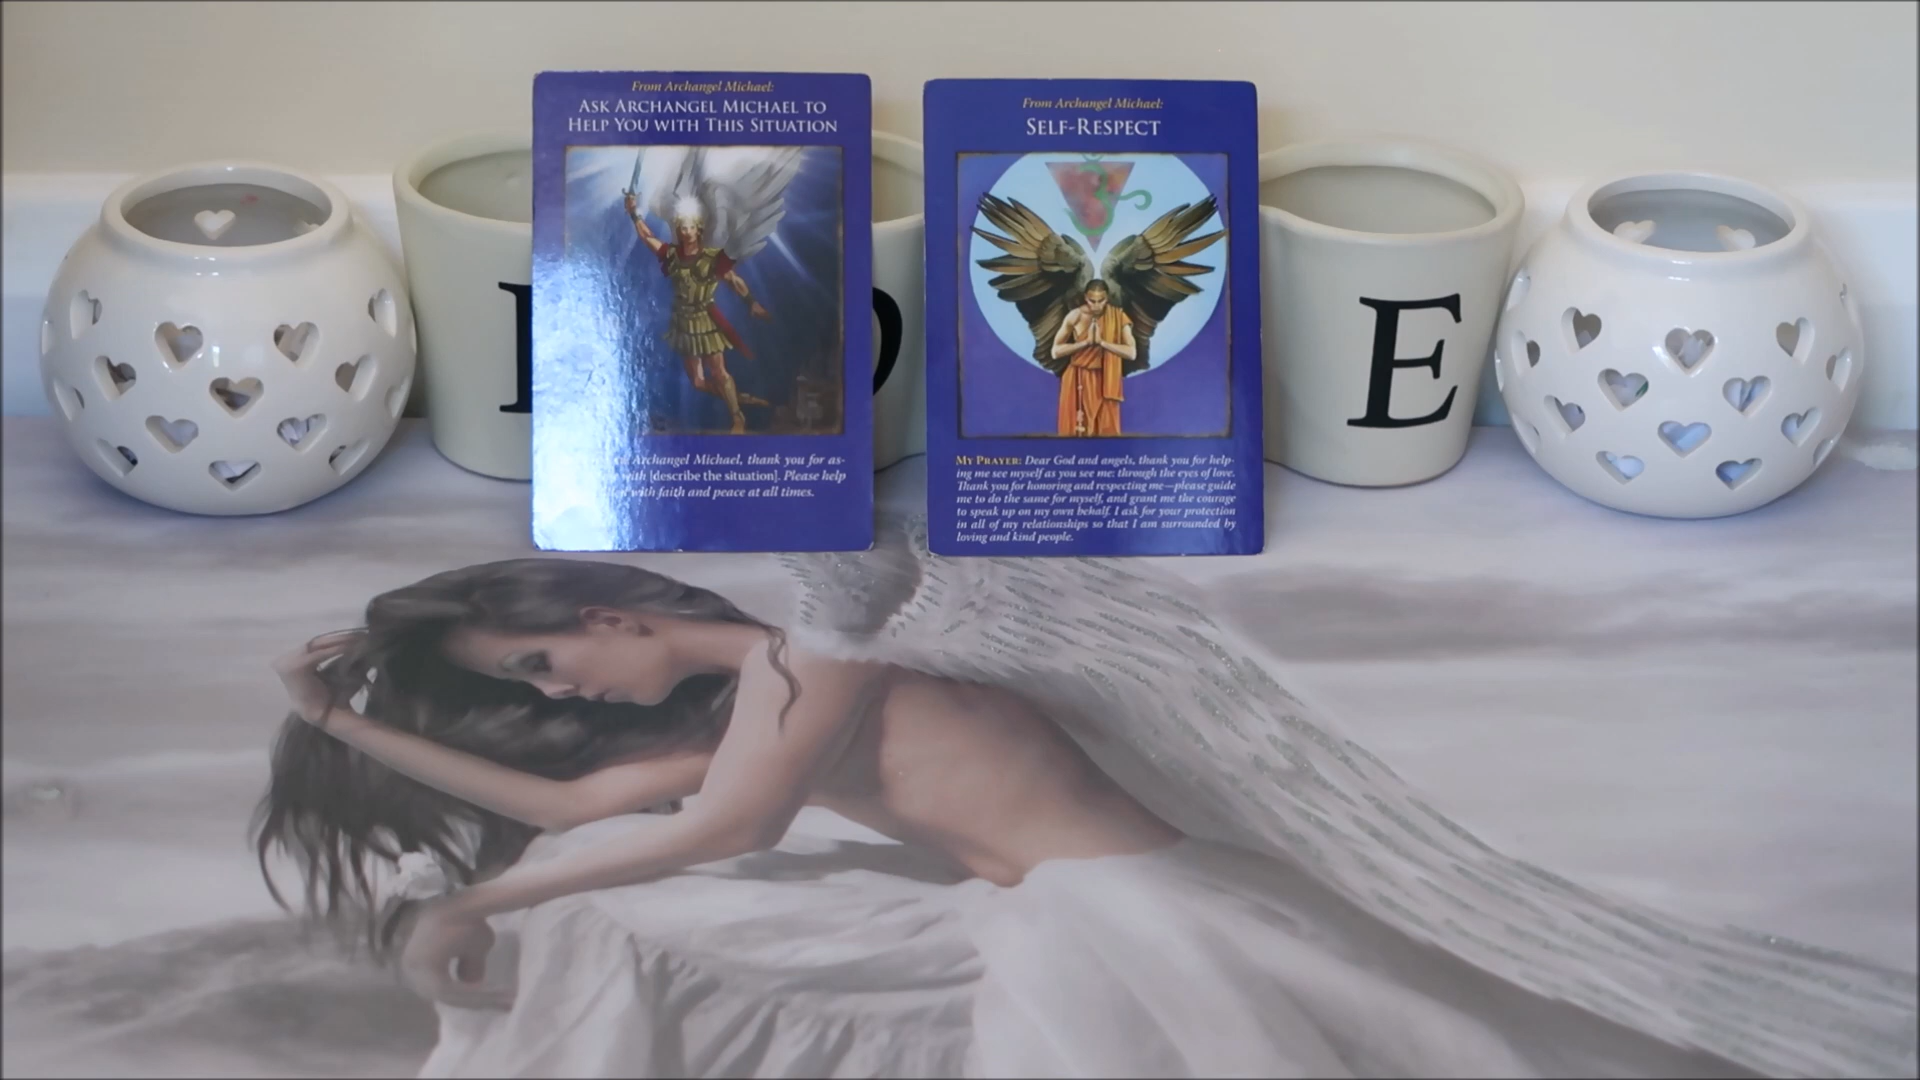 From Archangel Michael:
ASK ARCHANGEL MICHAEL TO
HELP YOU WITH THIS SITUATION
Archangel Michael, thank you for as-
with [describe the situation]. Please help
with faith and peace at all times.
From Archangel Michael:
SELF-RESPECT
MY PRAYER: Dear God and angels, thank you for help-
ing me see myself as you see me: through the eyes of love.
Thank you for honoring and respecting me—please guide
me to do the same for myself, and grant me the courage
to speak up on my own behalf. I ask for your protection
in all of my relationships so that I am surrounded by
loving and kind people.
E